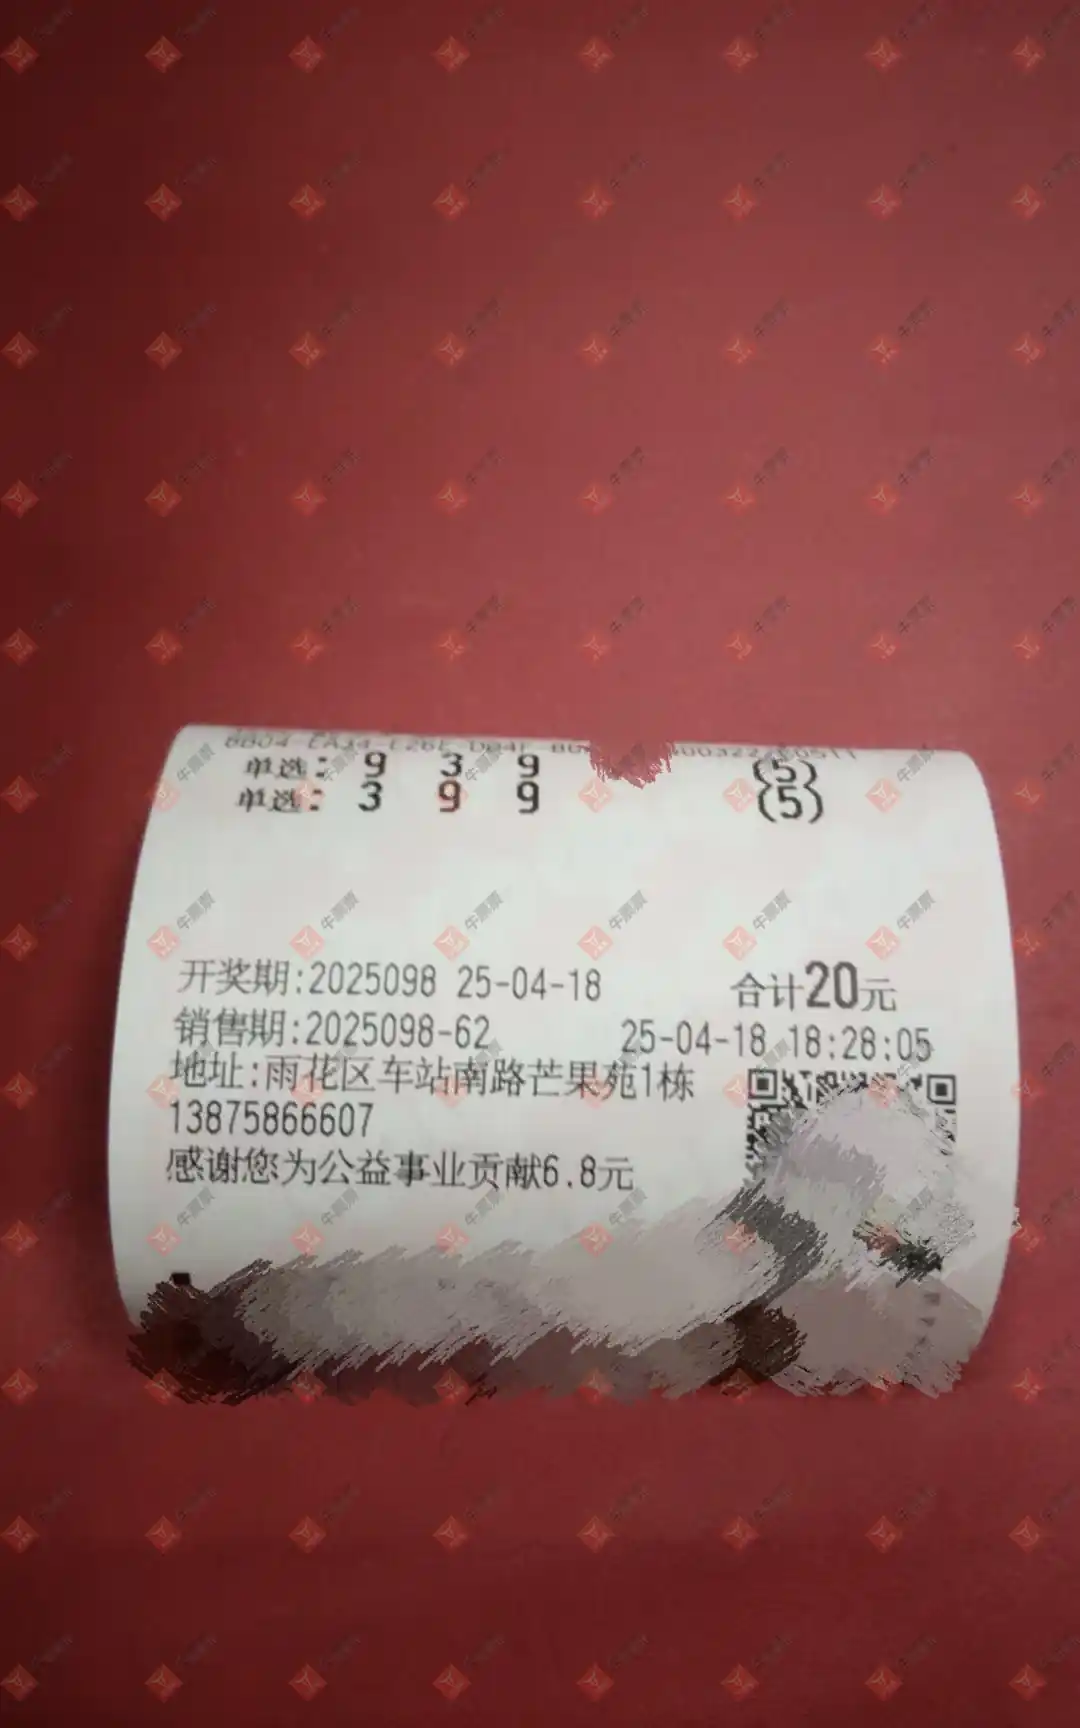 单选: 9 3 9 (5)
单选: 3 9 9 (5)
开奖期:2025098 25-04-18 合计20元
销售期:2025098-62 25-04-18 18:28:05
地址:雨花区车站南路芒果苑1栋
13875866607
感谢您为公益事业贡献6.8元
牛票票